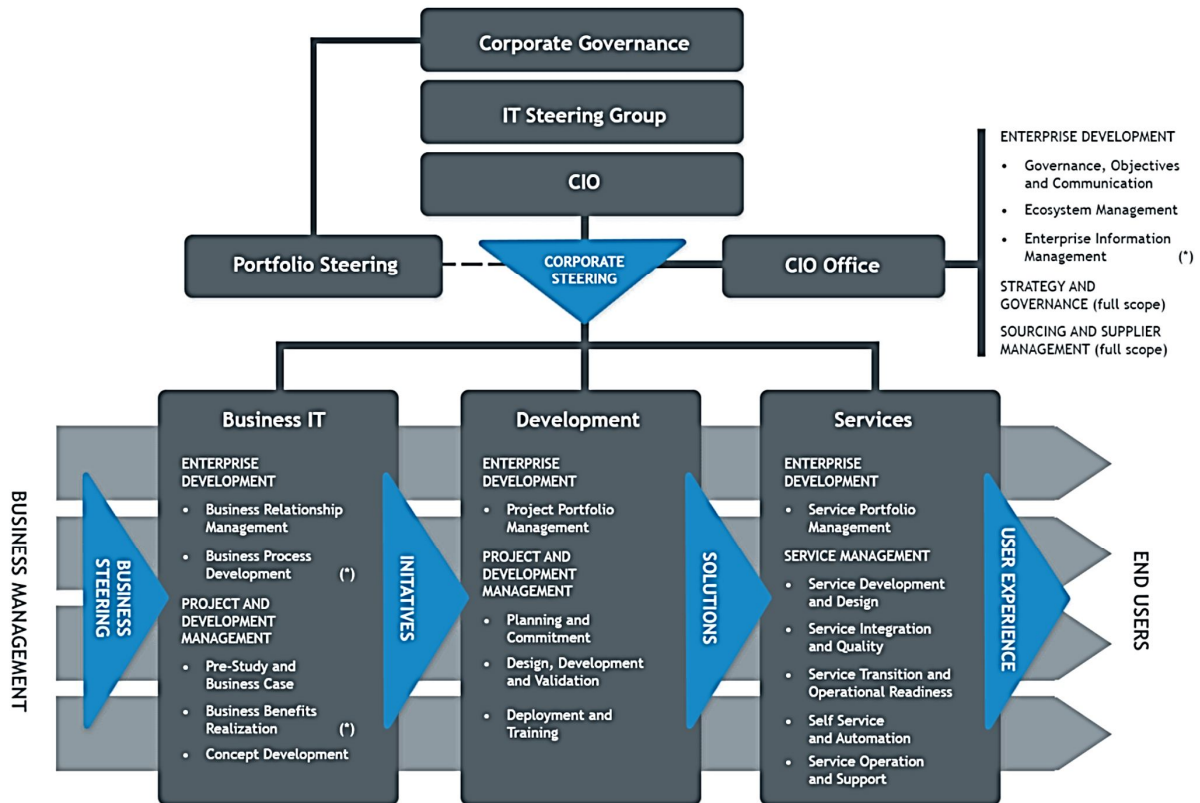 Corporate Governance
IT Steering Group
CIO
Portfolio Steering
CORPORATE
STEERING
CIO Office
ENTERPRISE DEVELOPMENT
• Governance, Objectives
and Communication
• Ecosystem Management
• Enterprise Information
Management (*)
STRATEGY AND
GOVERNANCE (full scope)
SOURCING AND SUPPLIER
MANAGEMENT (full scope)
BUSINESS MANAGEMENT
BUSINESS
STEERING
Business IT
ENTERPRISE
DEVELOPMENT
• Business Relationship
Management
• Business Process
Development (*)
PROJECT AND
DEVELOPMENT
MANAGEMENT
• Pre-Study and
Business Case
• Business Benefits
Realization (*)
• Concept Development
INITATIVES
Development
ENTERPRISE
DEVELOPMENT
• Project Portfolio
Management
PROJECT AND
DEVELOPMENT
MANAGEMENT
• Planning and
Commitment
• Design, Development
and Validation
• Deployment and
Training
SOLUTIONS
Services
ENTERPRISE
DEVELOPMENT
• Service Portfolio
Management
SERVICE MANAGEMENT
• Service Development
and Design
• Service Integration
and Quality
• Service Transition and
Operational Readiness
• Self Service
and Automation
• Service Operation
and Support
USER EXPERIENCE
END USERS